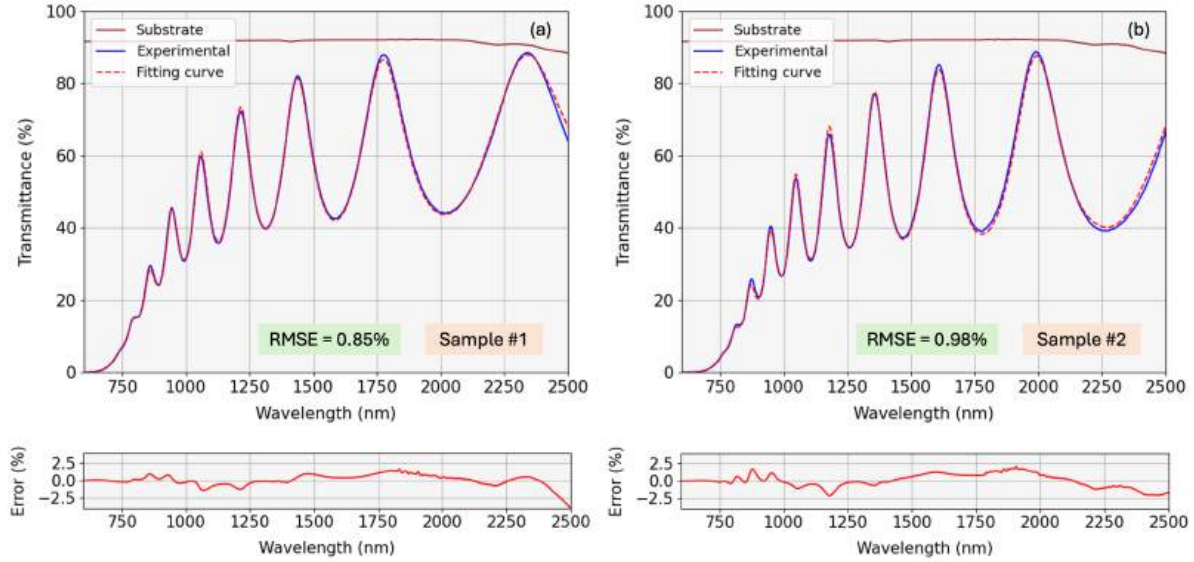 100
80
60
40
20
0
Transmittance (%)
Substrate
Experimental
Fitting curve
(a)
RMSE = 0.85%
Sample #1
750 1000 1250 1500 1750 2000 2250 2500
Wavelength (nm)
100
80
60
40
20
0
Transmittance (%)
Substrate
Experimental
Fitting curve
(b)
RMSE = 0.98%
Sample #2
750 1000 1250 1500 1750 2000 2250 2500
Wavelength (nm)
Error (%)
2.5
0.0
−2.5
750 1000 1250 1500 1750 2000 2250 2500
Wavelength (nm)
Error (%)
2.5
0.0
−2.5
750 1000 1250 1500 1750 2000 2250 2500
Wavelength (nm)